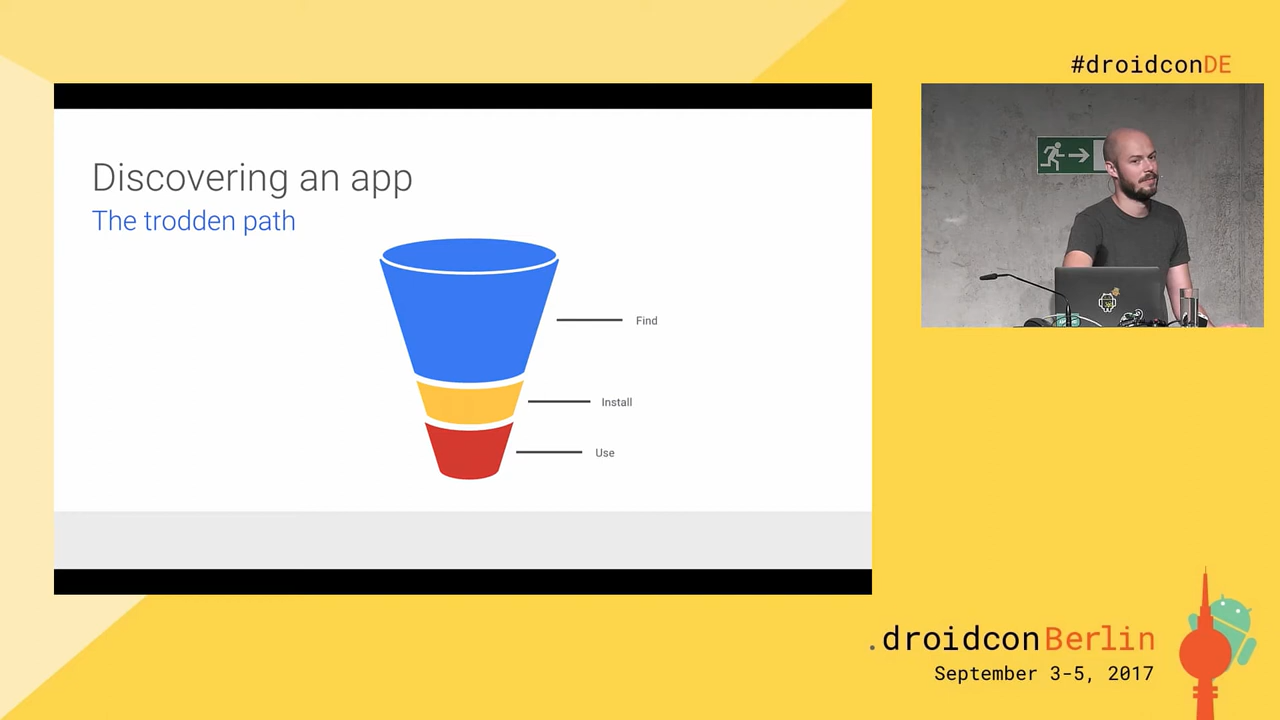 #droidconDE
Discovering an app
The trodden path
Find
Install
Use
.droidconBerlin
September 3-5, 2017